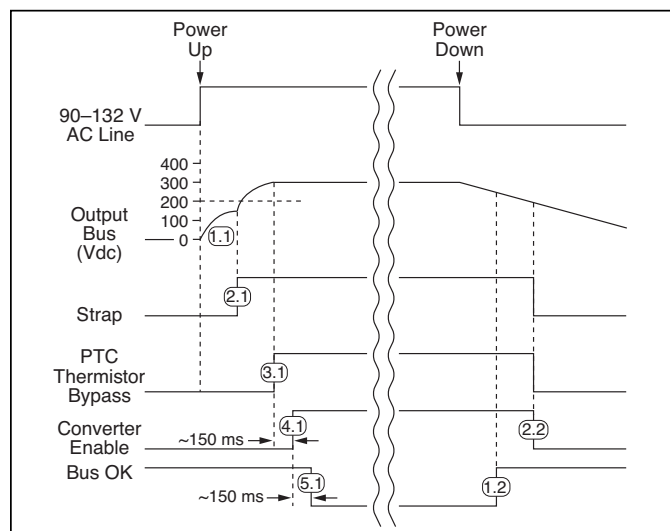 Power
Up
Power
Down
90–132 V
AC Line
400
300
200
100
0
Output
Bus
(Vdc)
1.1
2.1
Strap
PTC
Thermistor
Bypass
3.1
Converter
Enable
~150 ms
4.1
2.2
Bus OK
~150 ms
5.1
1.2